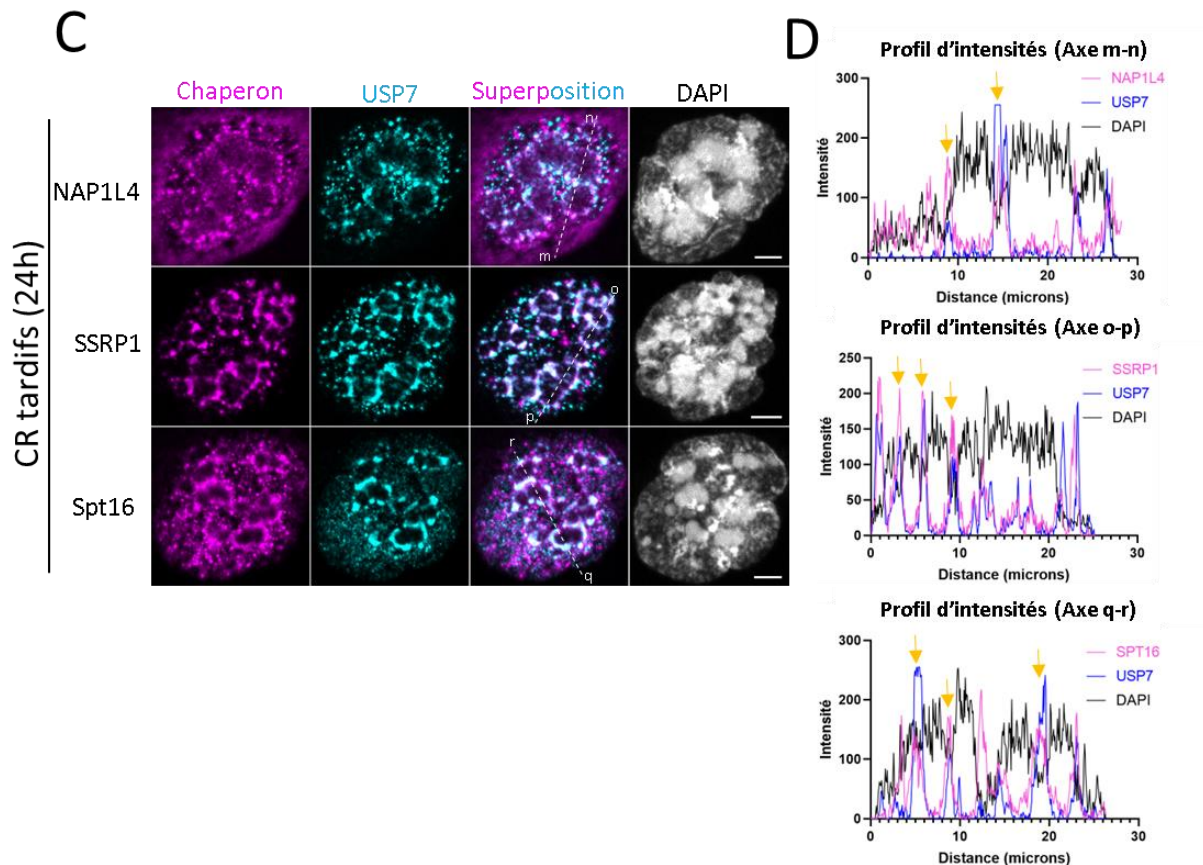 C
Chaperon
USP7
Superposition
DAPI
CR tardifs (24h)
NAP1L4
n
m
SSRP1
o
p
Spt16
r
q
D
Profil d’intensités (Axe m-n)
NAP1L4
USP7
DAPI
Intensité
300
200
100
0
0 10 20 30
Distance (microns)
Profil d’intensités (Axe o-p)
SSRP1
USP7
DAPI
Intensité
250
200
150
100
50
0
0 10 20 30
Distance (microns)
Profil d’intensités (Axe q-r)
SPT16
USP7
DAPI
Intensité
300
200
100
0
0 10 20 30
Distance (microns)